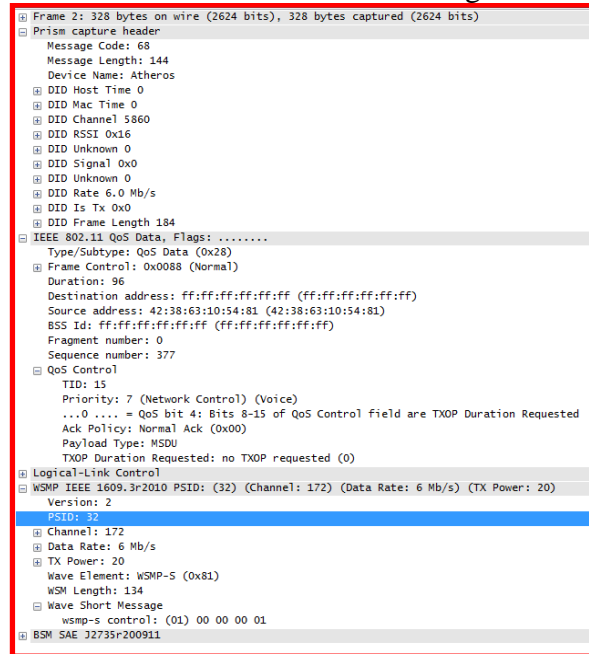 Frame 2: 328 bytes on wire (2624 bits), 328 bytes captured (2624 bits)
Prism capture header
Message Code: 68
Message Length: 144
Device Name: Atheros
DID Host Time 0
DID Mac Time 0
DID Channel 5860
DID RSSI 0x16
DID Unknown 0
DID Signal 0x0
DID Unknown 0
DID Rate 6.0 Mb/s
DID Is Tx 0x0
DID Frame Length 184
IEEE 802.11 QoS Data, Flags: ........
Type/Subtype: QoS Data (0x28)
Frame Control: 0x0088 (Normal)
Duration: 96
Destination address: ff:ff:ff:ff:ff:ff (ff:ff:ff:ff:ff:ff)
Source address: 42:38:63:10:54:81 (42:38:63:10:54:81)
BSS Id: ff:ff:ff:ff:ff:ff (ff:ff:ff:ff:ff:ff)
Fragment number: 0
Sequence number: 377
QoS Control
TID: 15
Priority: 7 (Network Control) (Voice)
...0 .... = QoS bit 4: Bits 8-15 of QoS Control field are TXOP Duration Requested
Ack Policy: Normal Ack (0x00)
Payload Type: MSDU
TXOP Duration Requested: no TXOP requested (0)
Logical-Link Control
WSMP IEEE 1609.3r2010 PSID: (32) (Channel: 172) (Data Rate: 6 Mb/s) (TX Power: 20)
Version: 2
PSID: 32
Channel: 172
Data Rate: 6 Mb/s
TX Power: 20
Wave Element: WSMP-S (0x81)
WSM Length: 134
Wave Short Message
wsmp-s control: (01) 00 00 00 01
BSM SAE J2735r200911